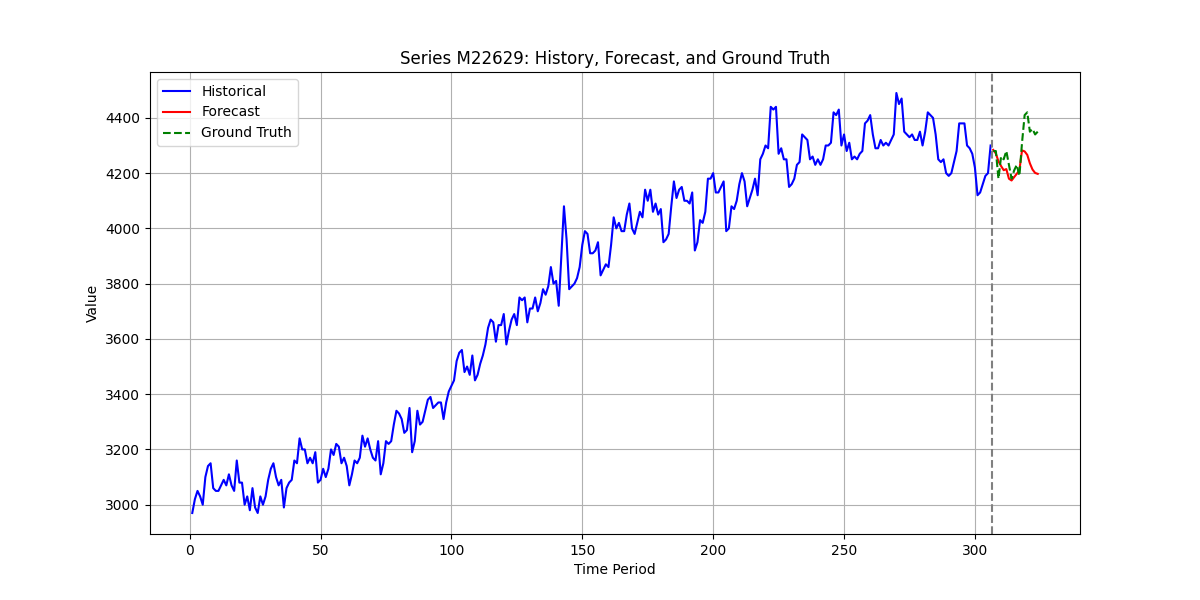 Series M22629: History, Forecast, and Ground Truth
Historical
Forecast
Ground Truth
Value
4400
4200
4000
3800
3600
3400
3200
3000
0 50 100 150 200 250 300
Time Period